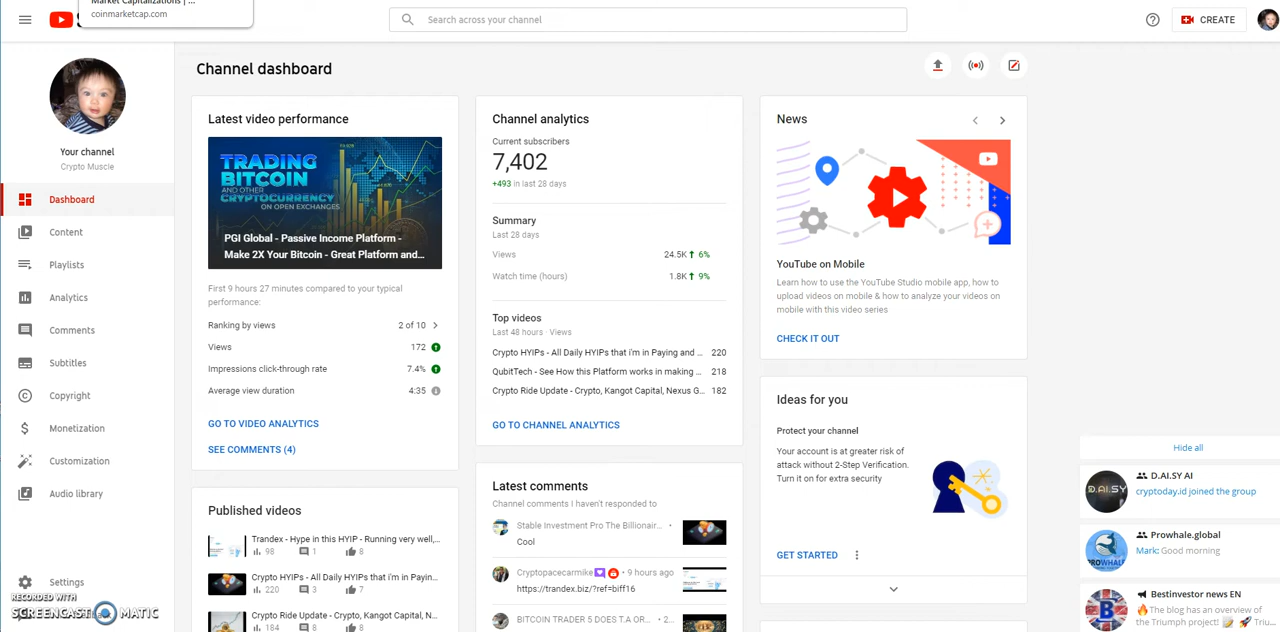 Market Capitalizations | ...
coinmarketcap.com
S
Search across your channel
CREATE
Your channel
Crypto Muscle
Dashboard
Content
Playlists
Analytics
Comments
Subtitles
Copyright
Monetization
Customization
Audio library
Settings
RECORDED WITH
SCREENCAST MATIC
Channel dashboard
Latest video performance
TRADING
BITCOIN
AND OTHER
CRYPTOCURRENCY
ON OPEN EXCHANGES
PGI Global - Passive Income Platform -
Make 2X Your Bitcoin - Great Platform and...
First 9 hours 27 minutes compared to your typical
performance:
Ranking by views 2 of 10
Views 172
Impressions click-through rate 7.4%
Average view duration 4:35
GO TO VIDEO ANALYTICS
SEE COMMENTS (4)
Published videos
Trandex - Hype in this HYIP - Running very well,...
98 1 8
Crypto HYIPs - All Daily HYIPs that i'm in Payin...
220 3 7
Crypto Ride Update - Crypto, Kangot Capital, N...
184 8 8
Channel analytics
Current subscribers
7,402
+493 in last 28 days
Summary
Last 28 days
Views 24.5K 6%
Watch time (hours) 1.8K 9%
Top videos
Last 48 hours · Views
Crypto HYIPs - All Daily HYIPs that i'm in Paying and ... 220
QubitTech - See How this Platform works in making ... 218
Crypto Ride Update - Crypto, Kangot Capital, Nexus G... 182
GO TO CHANNEL ANALYTICS
Latest comments
Channel comments I haven't responded to
Stable Investment Pro The Billionair... •
Cool
Cryptopacecarmike • 9 hours ago
https://trandex.biz/?ref=biff16
BITCOIN TRADER 5 DOES T.A OR... • 2...
News
YouTube on Mobile
Learn how to use the YouTube Studio mobile app, how to
upload videos on mobile & how to analyze your videos on
mobile with this video series
CHECK IT OUT
Ideas for you
Protect your channel
Your account is at greater risk of
attack without 2-Step Verification.
Turn it on for extra security
GET STARTED
Hide all
D.AI.SY
D.AI.SY AI
cryptoday.id joined the group
PROWHALE
Prowhale.global
Mark: Good morning
B
Bestinvestor news EN
The blog has an overview of
the Triumph project! Triu...